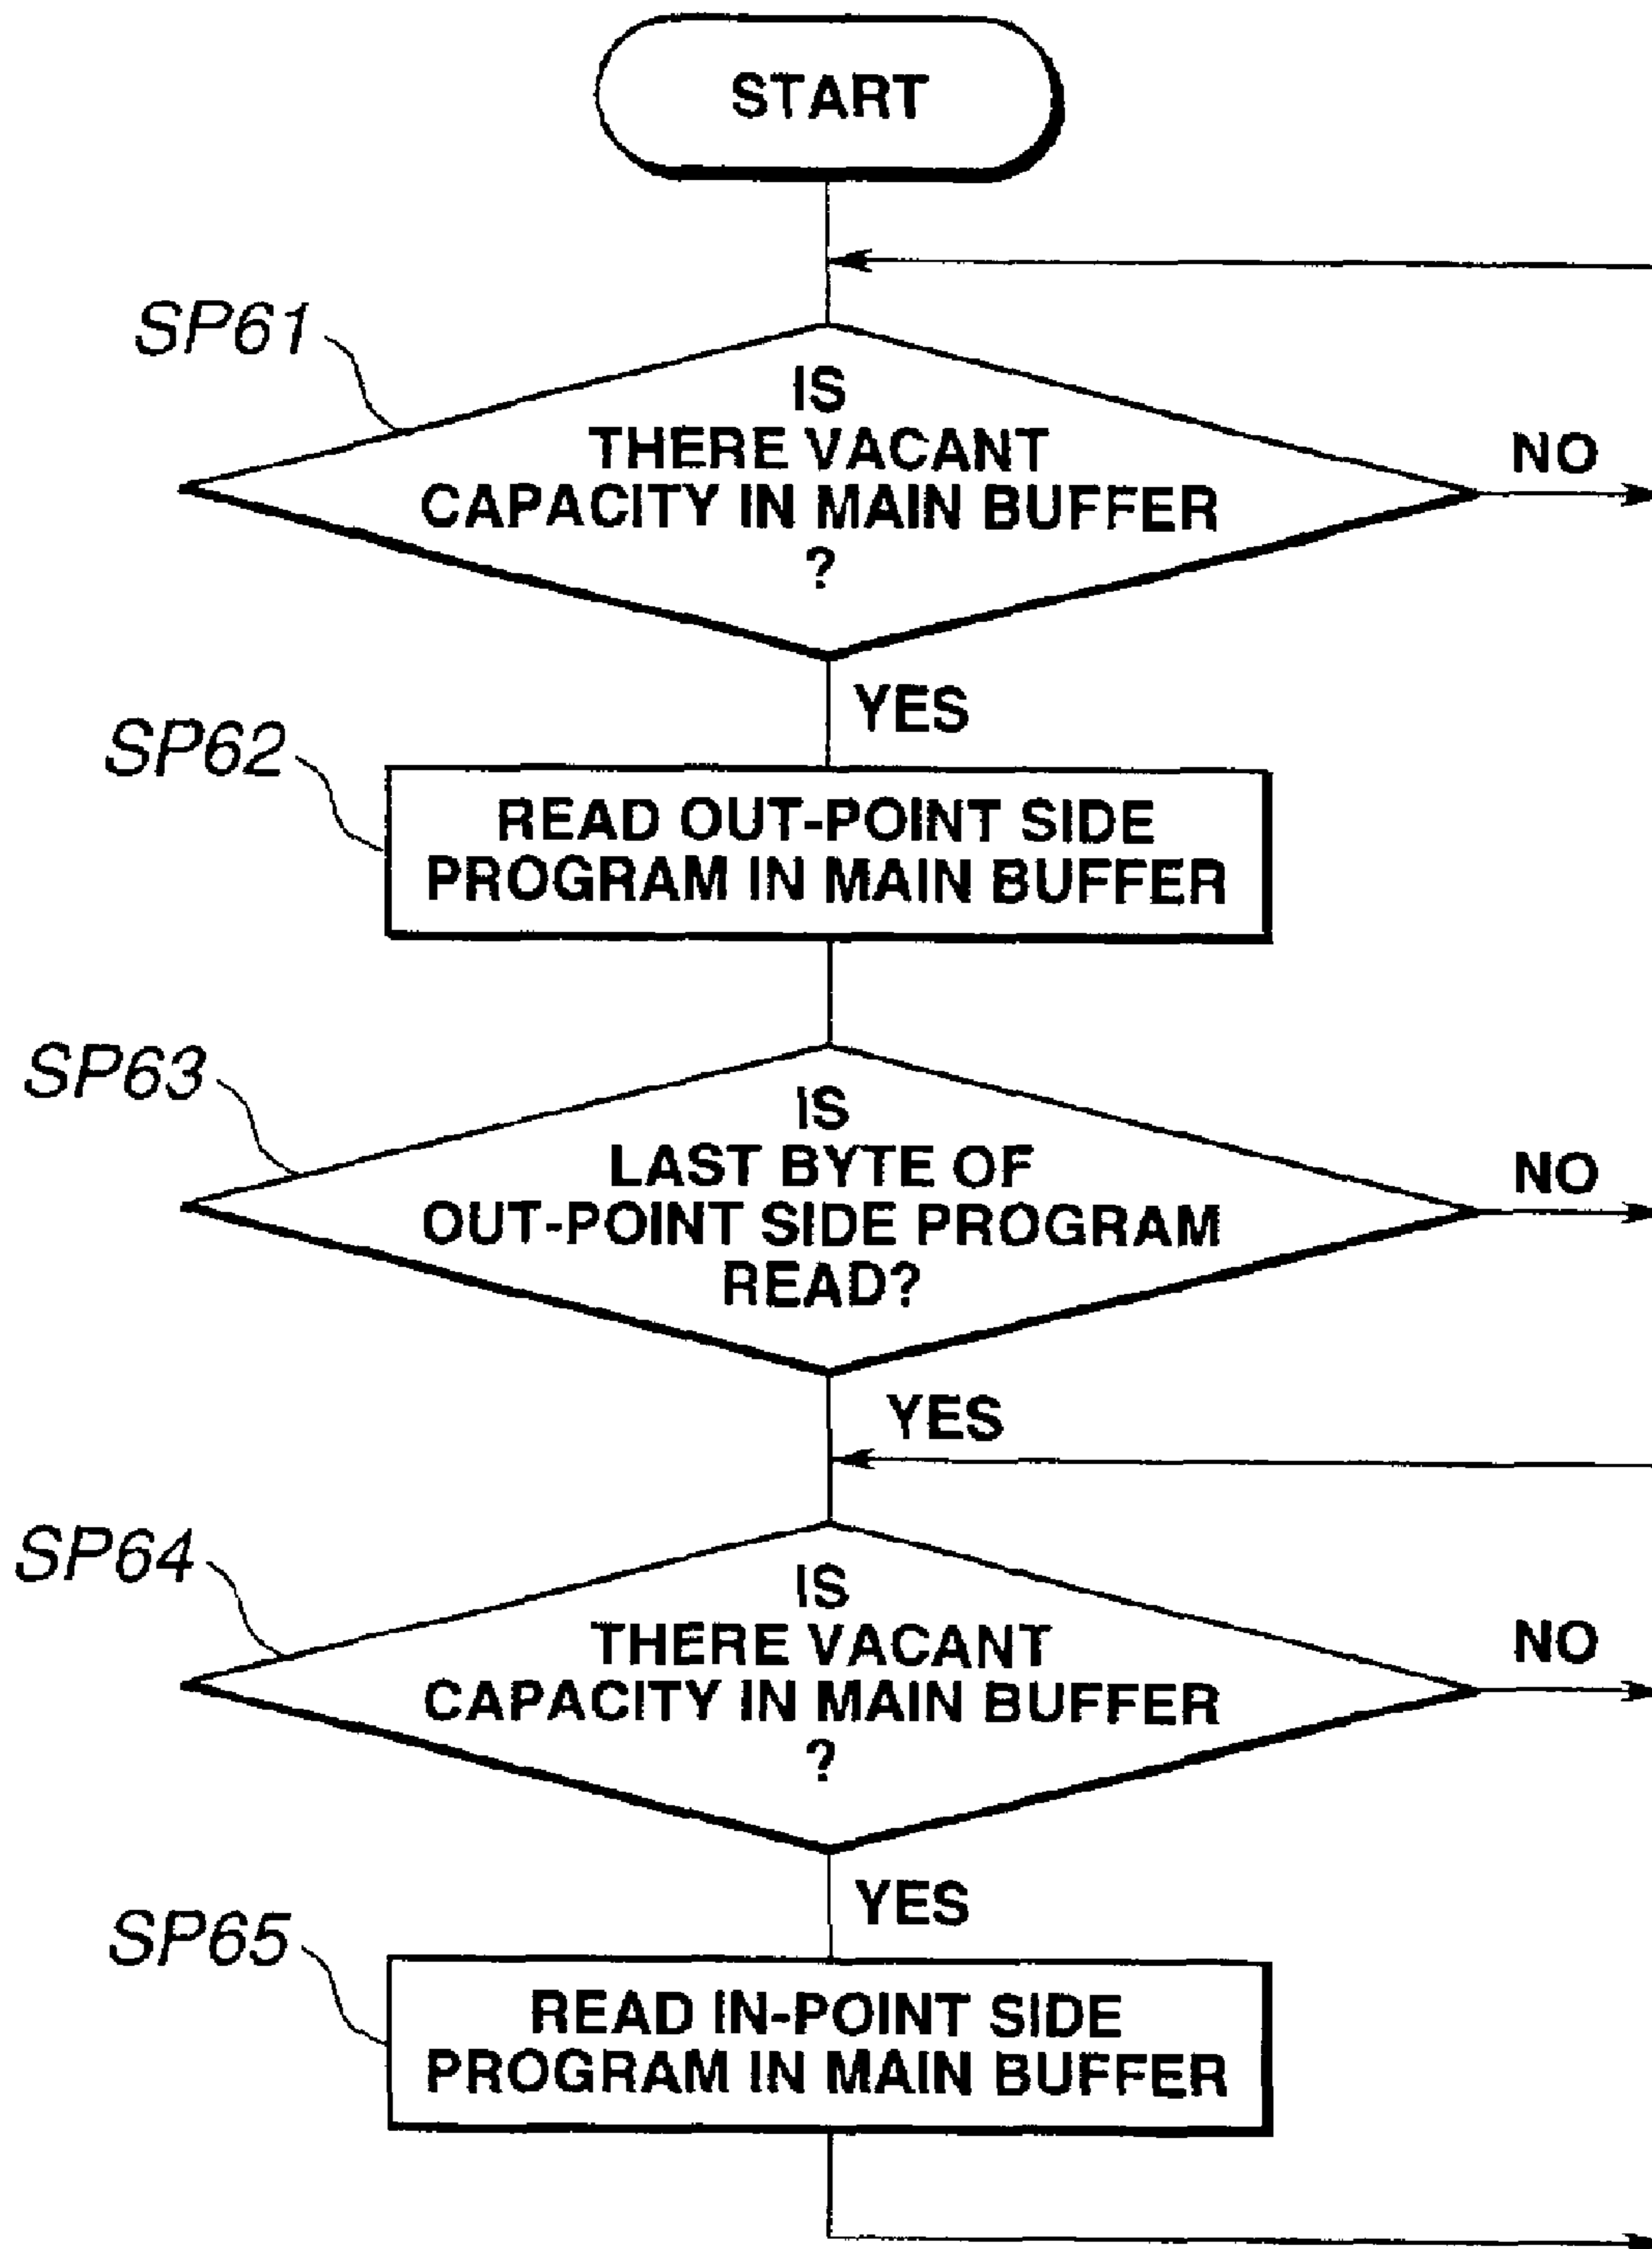 START
SP61
IS
THERE VACANT
CAPACITY IN MAIN BUFFER
?
NO
YES
SP62
READ OUT-POINT SIDE
PROGRAM IN MAIN BUFFER
SP63
IS
LAST BYTE OF
OUT-POINT SIDE PROGRAM
READ?
NO
YES
SP64
IS
THERE VACANT
CAPACITY IN MAIN BUFFER
?
NO
YES
SP65
READ IN-POINT SIDE
PROGRAM IN MAIN BUFFER